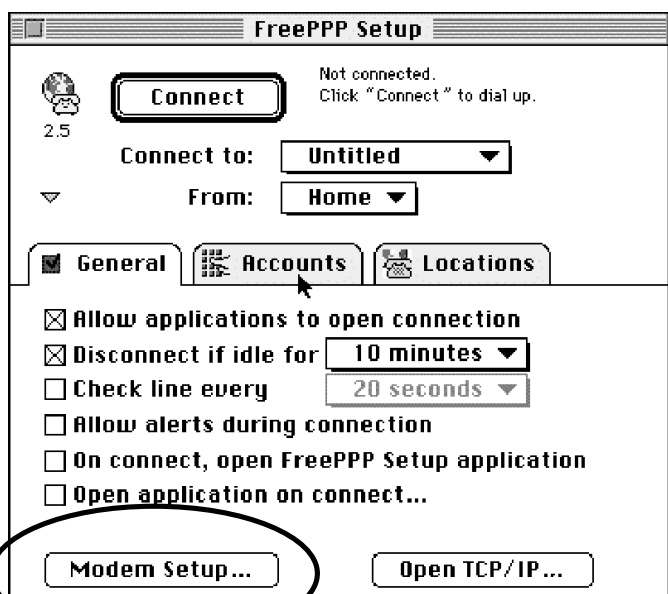 FreePPP Setup
Connect
Not connected.
Click "Connect" to dial up.
2.5
Connect to: Untitled
From: Home
General Accounts Locations
Allow applications to open connection
Disconnect if idle for 10 minutes
Check line every 20 seconds
Allow alerts during connection
On connect, open FreePPP Setup application
Open application on connect...
Modem Setup... Open TCP/IP...